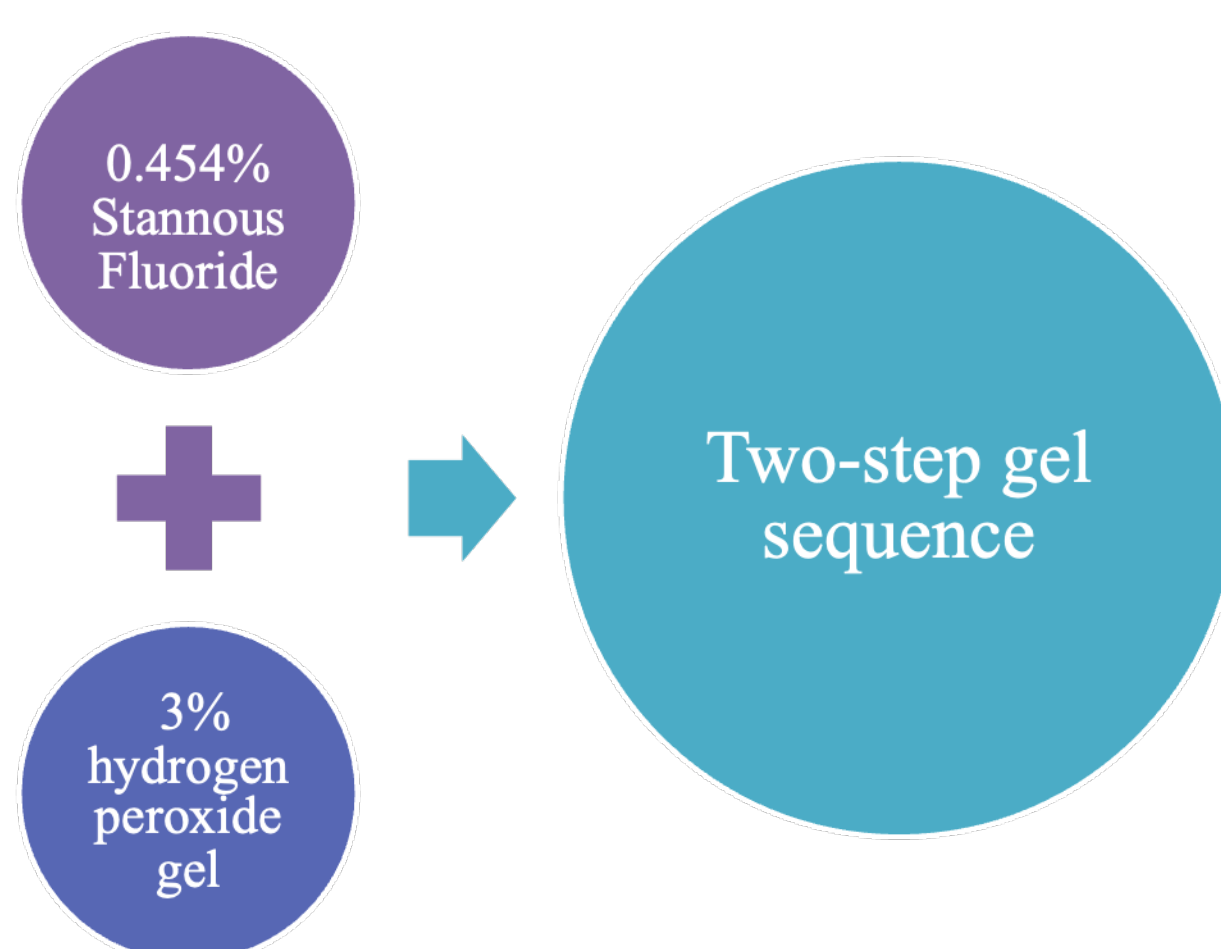 0.454%
Stannous
Fluoride
3%
hydrogen
peroxide
gel
Two-step gel
sequence